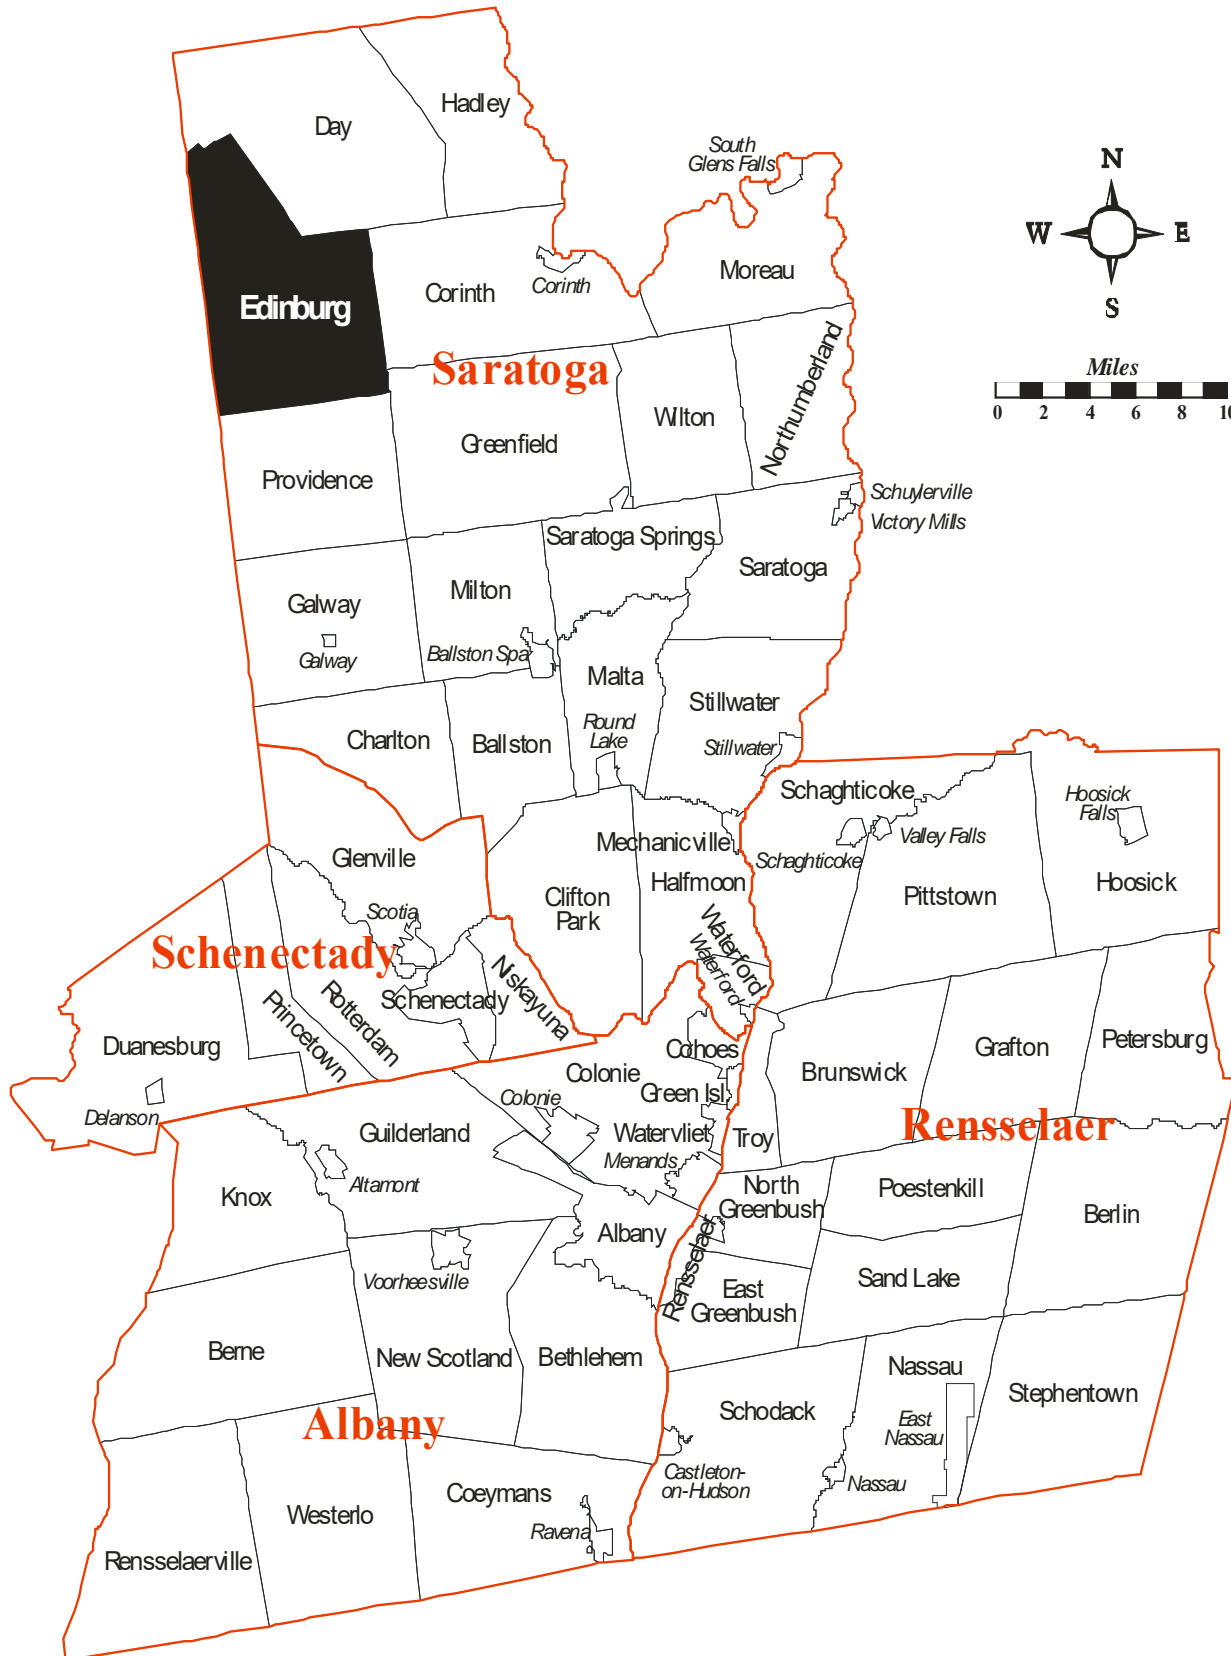 Hadley
Day
South
Glens Falls
N
W
E
S
Moreau
Corinth
Corinth
Edinburg
Saratoga
Northumberland
Miles
0 2 4 6 8 10
Wilton
Greenfield
Providence
Schuylerville
Victory Mills
Saratoga Springs
Saratoga
Milton
Galway
Galway
Ballston Spa
Malta
Stillwater
Round
Lake
Stillwater
Charlton
Ballston
Schaghticoke
Hoosick
Falls
Valley Falls
Schaghticoke
Mechanicville
Halfmoon
Glenville
Clifton
Park
Pittstown
Hoosick
Scotia
Waterford
Waterford
Schenectady
Niskayuna
Schenectady
Rotterdam
Princetown
Duanesburg
Delanson
Cohoes
Colonie
Green Isl.
Colonie
Watervliet
Menands
Troy
Brunswick
Grafton
Petersburg
Rensselaer
Guilderland
Altamont
Knox
North
Greenbush
Poestenkill
Berlin
Albany
Rensselaer
Voorheesville
East
Greenbush
Sand Lake
Berne
New Scotland
Bethlehem
Nassau
Stephentown
Schodack
East
Nassau
Albany
Castleton-
on-Hudson
Nassau
Coeymans
Westerlo
Ravena
Rensselaerville